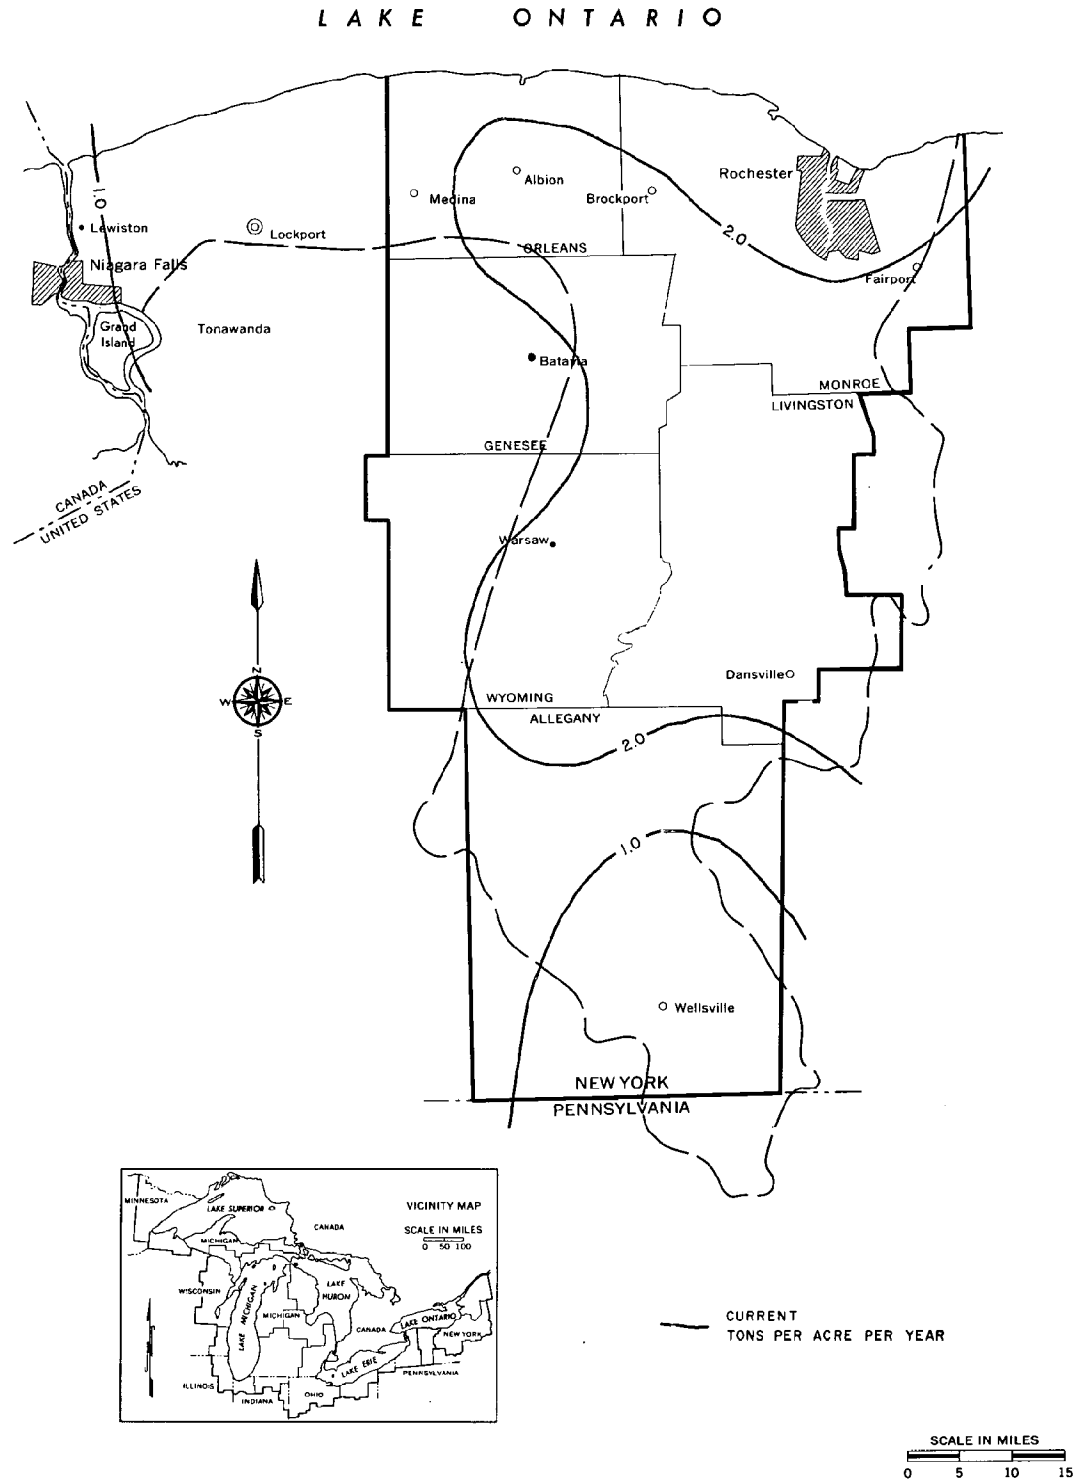 LAKE ONTARIO
Rochester
Albion
Medina
Brockport
1.0
Lewiston
Lockport
2.0
ORLEANS
Niagara Falls
Fairport
Grand
Island
Tonawanda
Batavia
MONROE
LIVINGSTON
GENESEE
CANADA
UNITED STATES
Warsaw
N
W E
S
Dansville
WYOMING
ALLEGANY
2.0
1.0
Wellsville
NEW YORK
PENNSYLVANIA
MINNESOTA
LAKE SUPERIOR
VICINITY MAP
CANADA
SCALE IN MILES
0 50 100
MICHIGAN
WISCONSIN
LAKE
HURON
LAKE MICHIGAN
MICHIGAN
CANADA
LAKE ONTARIO
NEW YORK
LAKE ERIE
PENNSYLVANIA
ILLINOIS
INDIANA
OHIO
CURRENT
TONS PER ACRE PER YEAR
SCALE IN MILES
0 5 10 15